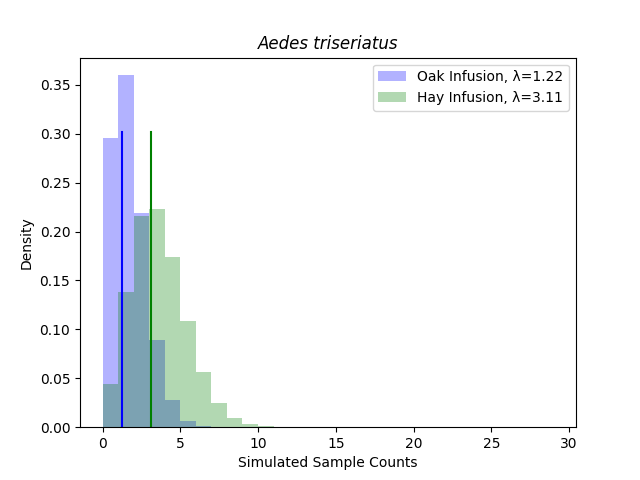 Aedes triseriatus
Oak Infusion, λ=1.22
Hay Infusion, λ=3.11
Density
0.35
0.30
0.25
0.20
0.15
0.10
0.05
0.00
0 5 10 15 20 25 30
Simulated Sample Counts